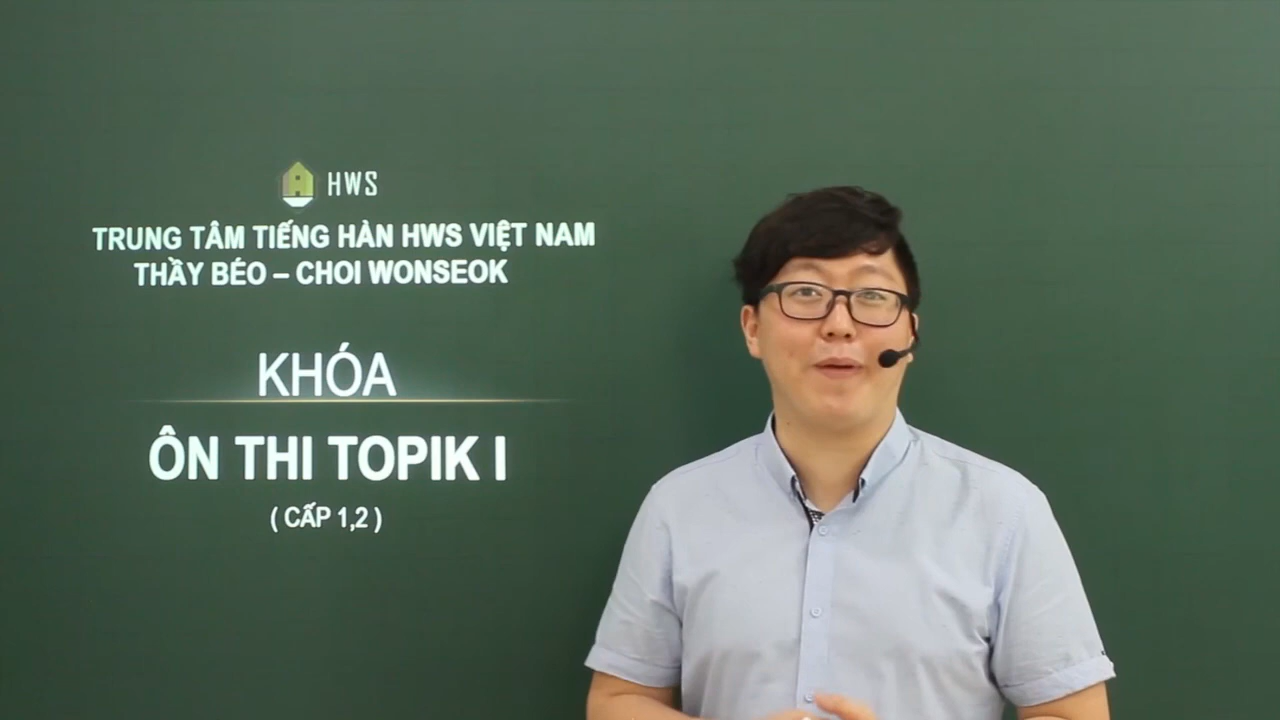 HWS
TRUNG TÂM TIẾNG HÀN HWS VIỆT NAM
THẦY BÉO – CHOI WONSEOK
KHÓA
ÔN THI TOPIK I
( CẤP 1,2 )